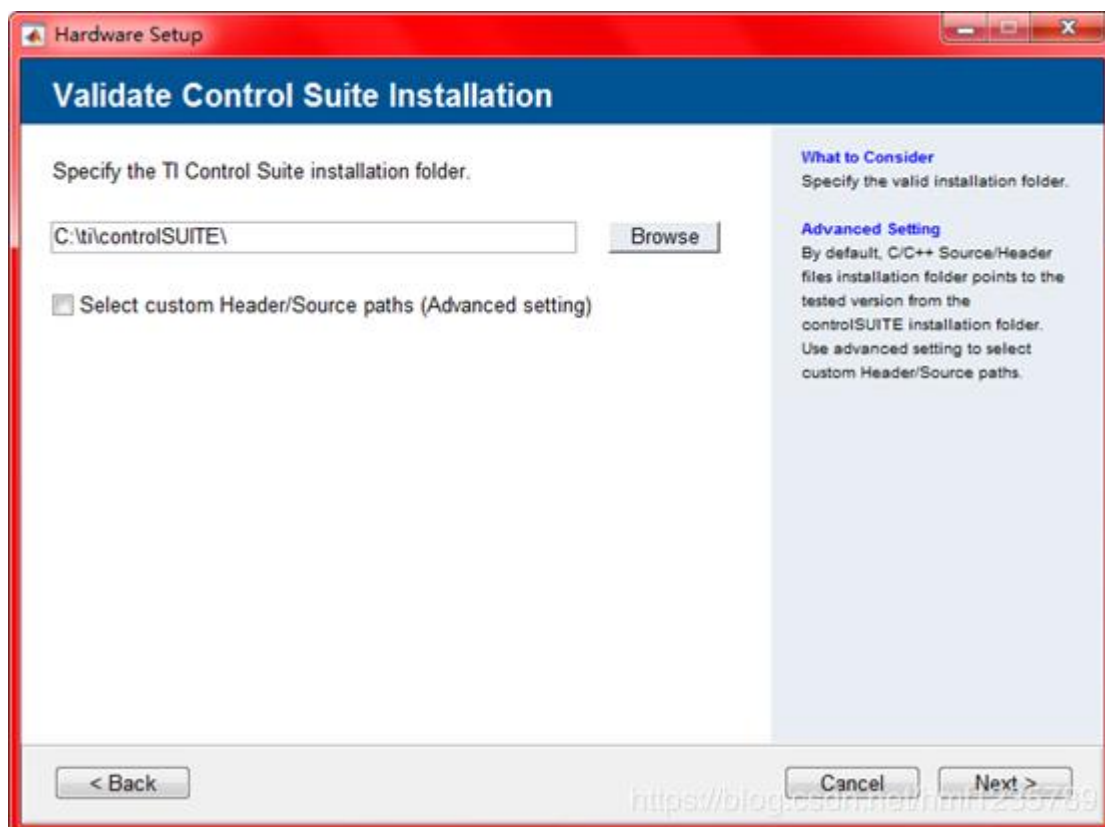 Hardware Setup
Validate Control Suite Installation
Specify the TI Control Suite installation folder.
C:\ti\controlSUITE\
Browse
Select custom Header/Source paths (Advanced setting)
What to Consider
Specify the valid installation folder.
Advanced Setting
By default, C/C++ Source/Header
files installation folder points to the
tested version from the
controlSUITE installation folder.
Use advanced setting to select
custom Header/Source paths.
< Back
Cancel
Next >